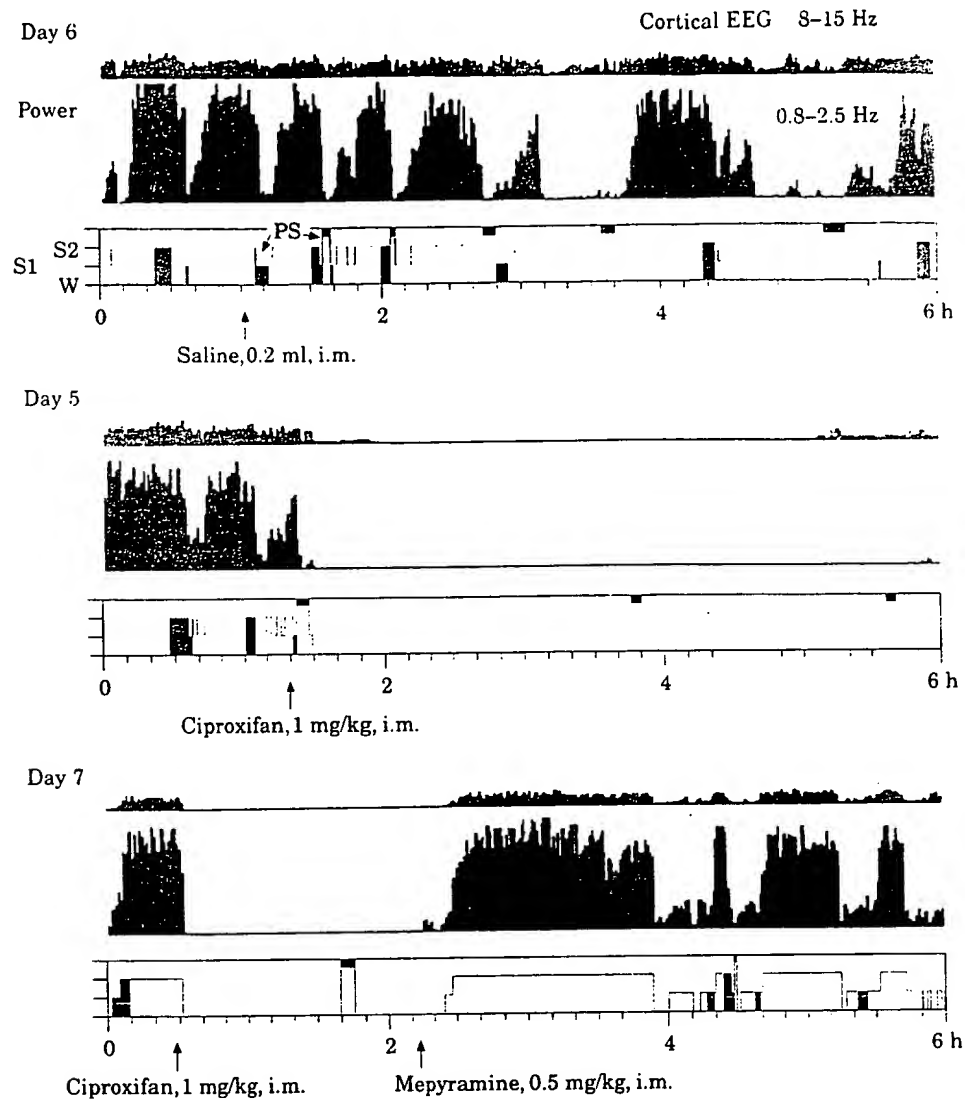 Day 6
Cortical EEG 8–15 Hz
Power
0.8–2.5 Hz
PS
S2
S1
W
0 2 4 6 h
Saline, 0.2 ml, i.m.
Day 5
0 2 4 6 h
Ciproxifan, 1 mg/kg, i.m.
Day 7
0 2 4 6 h
Ciproxifan, 1 mg/kg, i.m. Mepyramine, 0.5 mg/kg, i.m.